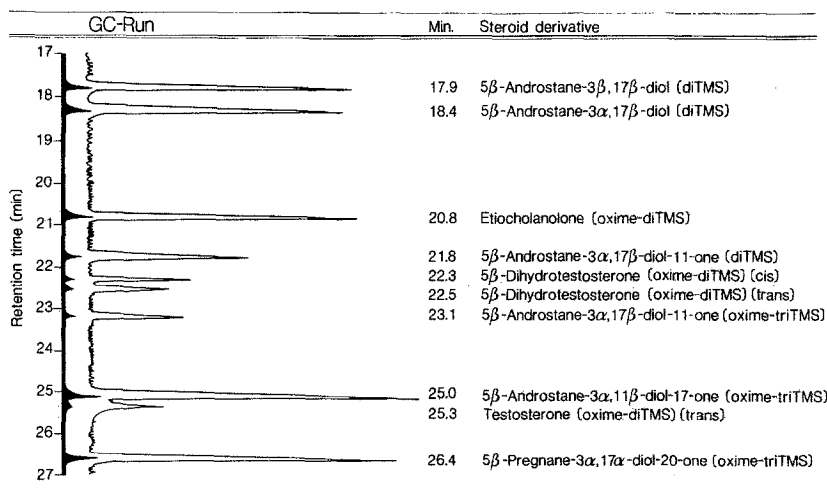 GC-Run Min. Steroid derivative
17
17.9 5β-Androstane-3β,17β-diol (diTMS)
18
18.4 5β-Androstane-3α,17β-diol (diTMS)
19
20
20.8 Etiocholanolone (oxime-diTMS)
21
21.8 5β-Androstane-3α,17β-diol-11-one (diTMS)
22
22.3 5β-Dihydrotestosterone (oxime-diTMS) (cis)
22.5 5β-Dihydrotestosterone (oxime-diTMS) (trans)
23
23.1 5β-Androstane-3α,17β-diol-11-one (oxime-triTMS)
24
25
25.0 5β-Androstane-3α,11β-diol-17-one (oxime-triTMS)
25.3 Testosterone (oxime-diTMS) (trans)
26
26.4 5β-Pregnane-3α,17α-diol-20-one (oxime-triTMS)
27
Retention time (min)